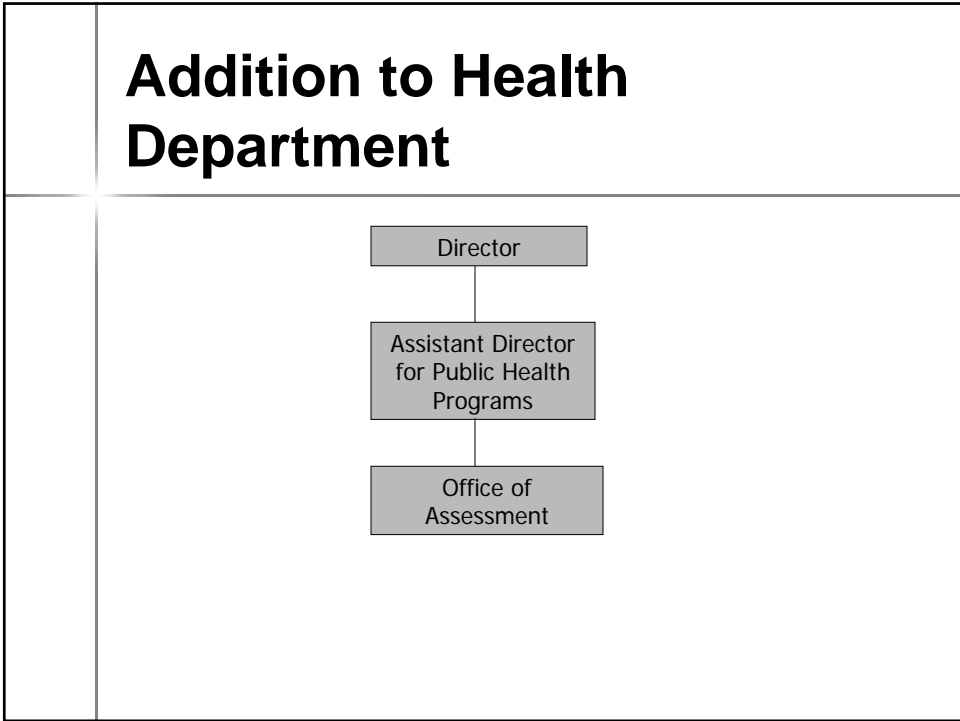 Addition to Health
Department
Director
Assistant Director
for Public Health
Programs
Office of
Assessment